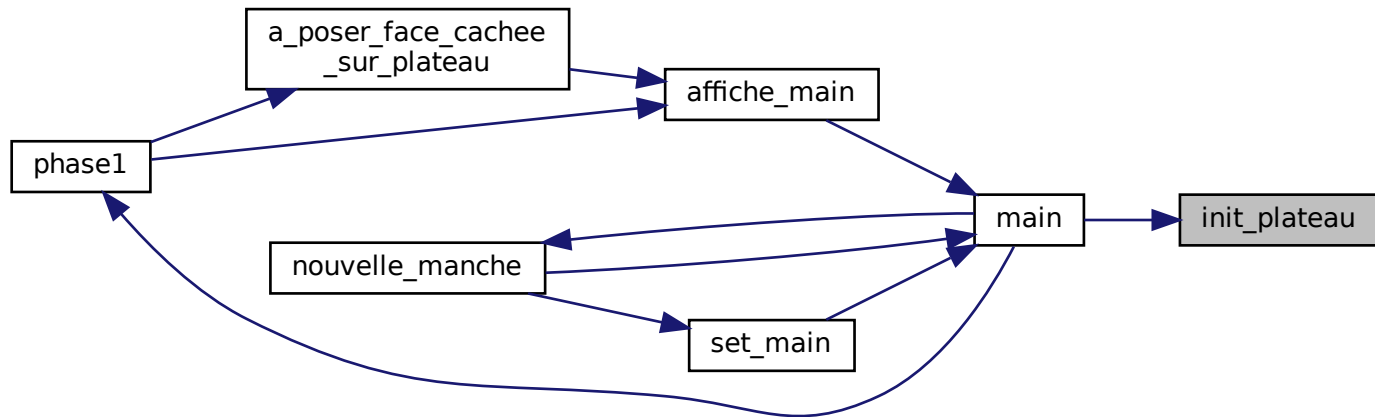 a_poser_face_cachee
_sur_plateau
affiche_main
phase1
main
init_plateau
nouvelle_manche
set_main